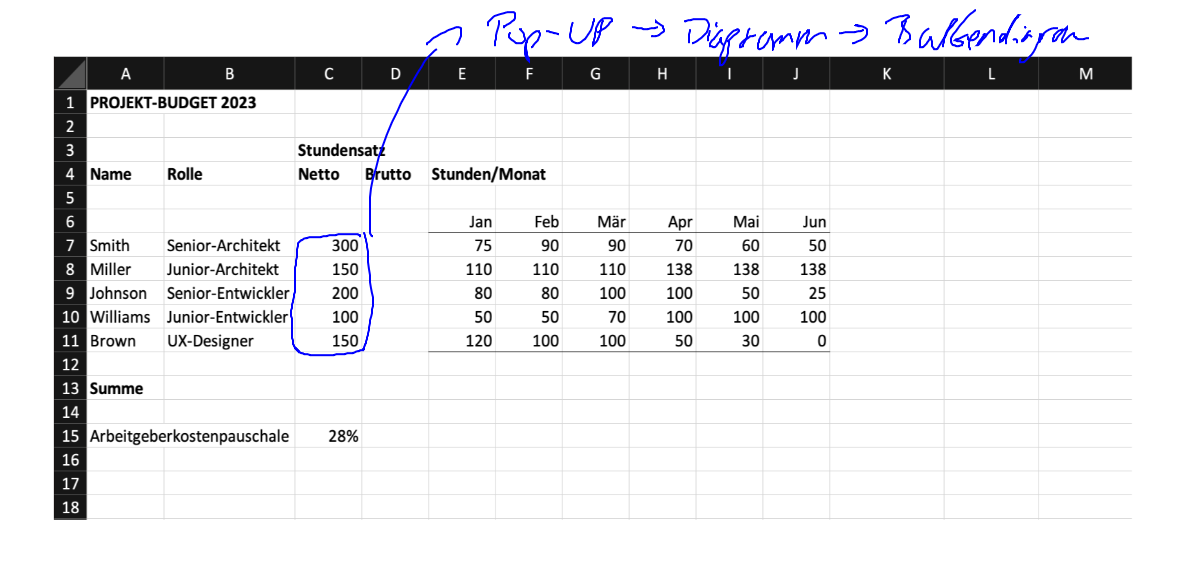 Pop-UP → Diagramm → Balkendiagram
A B C D E F G H I J K L M
1 PROJEKT-BUDGET 2023
2
3 Stundensatz
4 Name Rolle Netto Brutto Stunden/Monat
5
6 Jan Feb Mär Apr Mai Jun
7 Smith Senior-Architekt 300 75 90 90 70 60 50
8 Miller Junior-Architekt 150 110 110 110 138 138 138
9 Johnson Senior-Entwickler 200 80 80 100 100 50 25
10 Williams Junior-Entwickler 100 50 50 70 100 100 100
11 Brown UX-Designer 150 120 100 100 50 30 0
12
13 Summe
14
15 Arbeitgeberkostenpauschale 28%
16
17
18